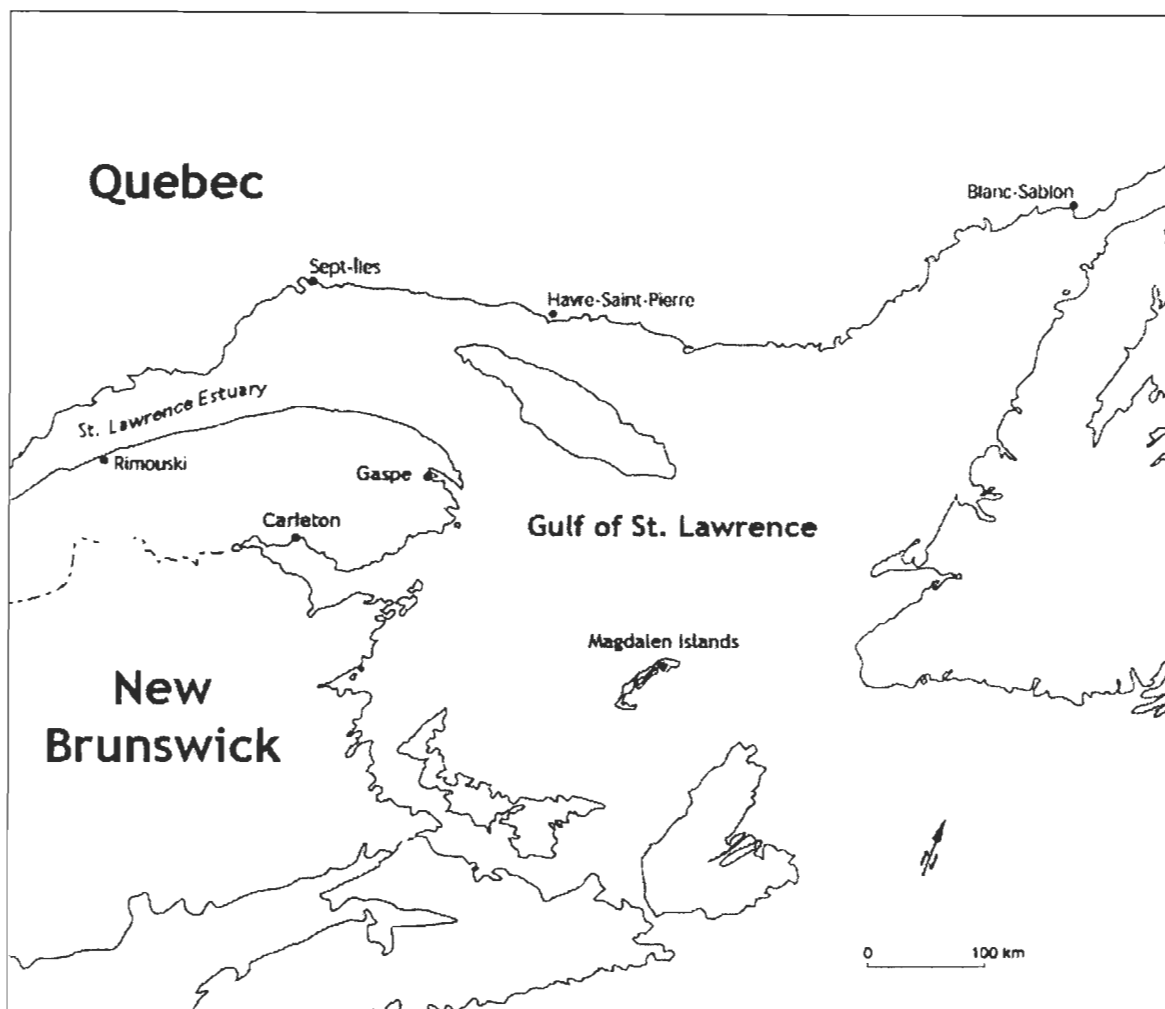 Quebec
Blanc-Sablon
Sept-Îles
Havre-Saint-Pierre
St. Lawrence Estuary
Rimouski
Gaspe
Carleton
Gulf of St. Lawrence
Magdalen Islands
New
Brunswick
N
0 100 km